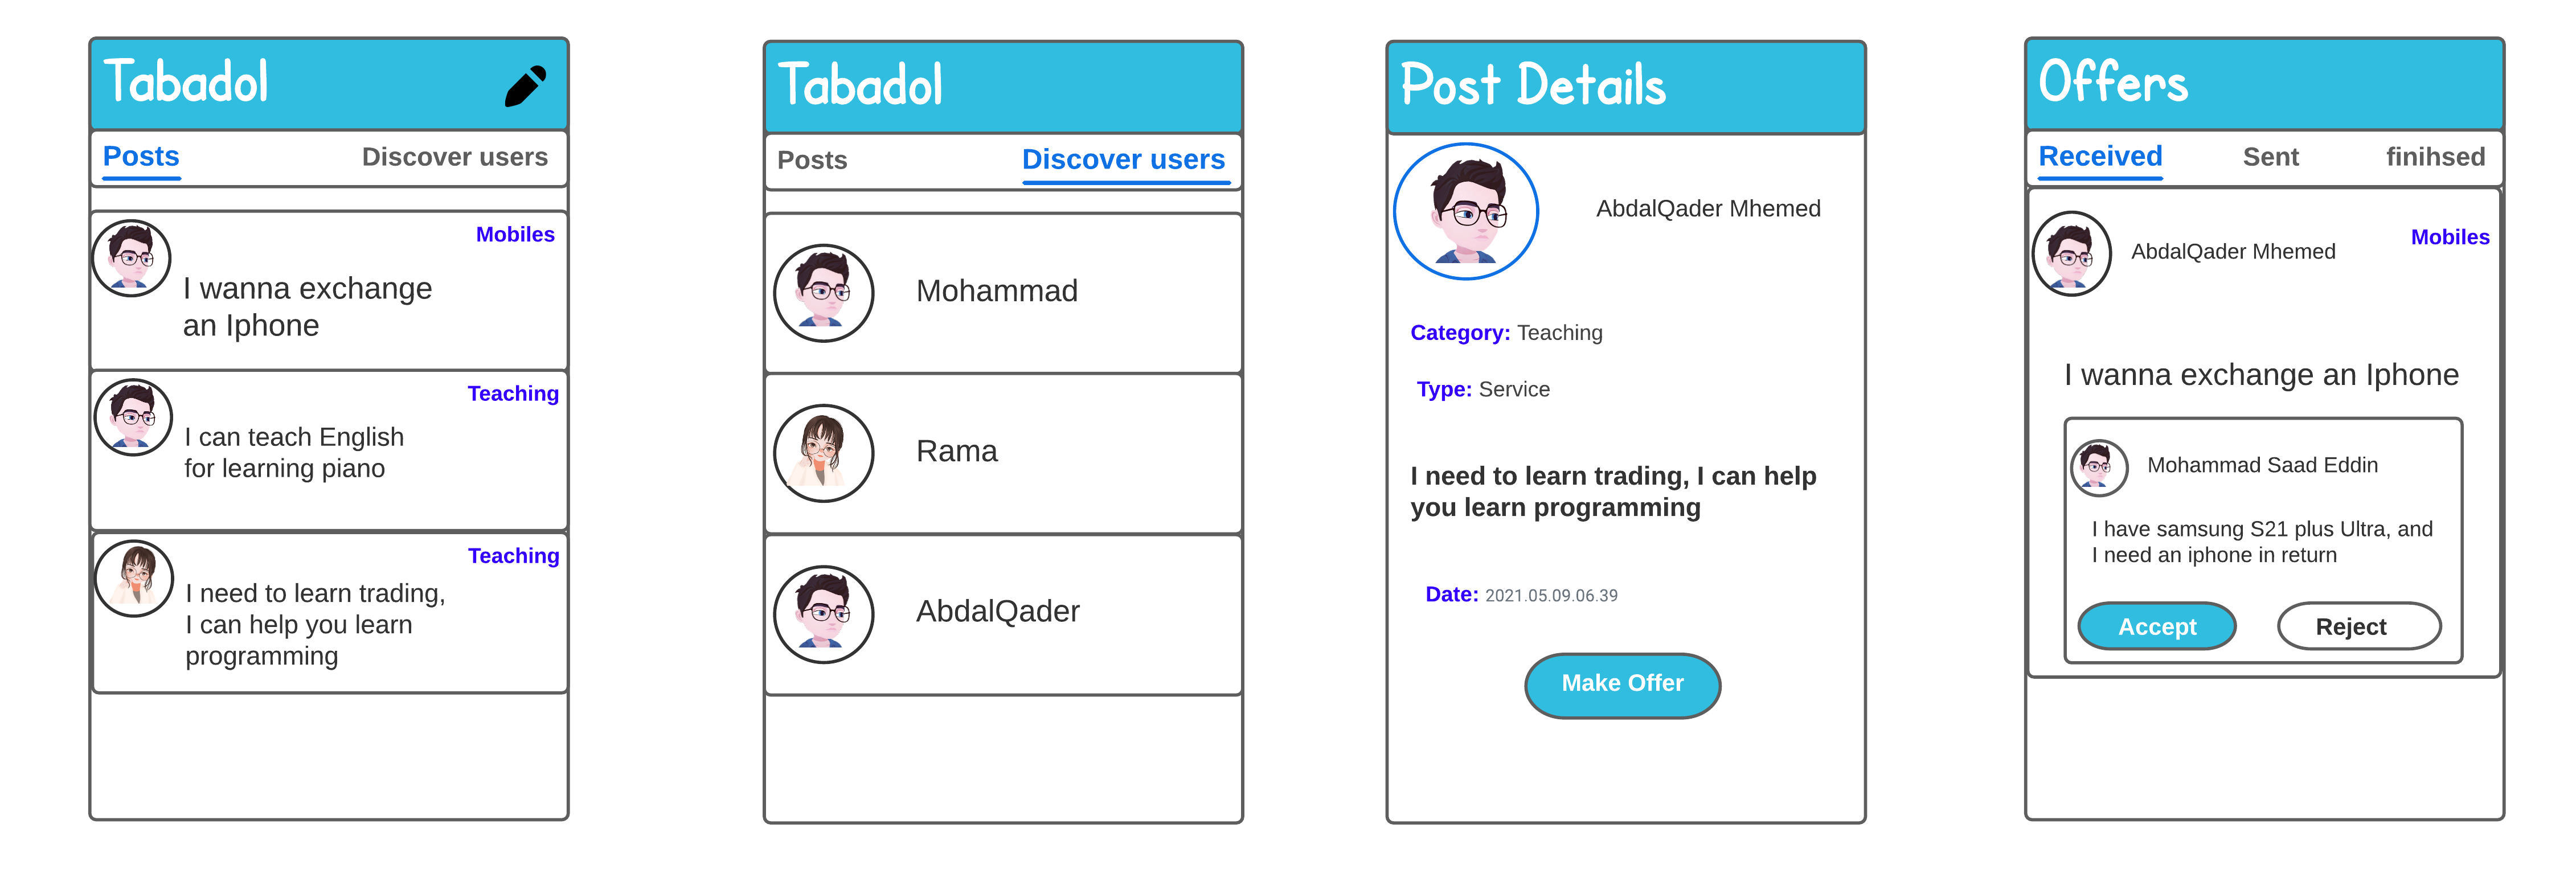 Tabadol
Posts Discover users
Mobiles
I wanna exchange
an Iphone
Teaching
I can teach English
for learning piano
Teaching
I need to learn trading,
I can help you learn
programming
Tabadol
Posts Discover users
Mohammad
Rama
AbdalQader
Post Details
AbdalQader Mhemed
Category: Teaching
Type: Service
I need to learn trading, I can help
you learn programming
Date: 2021.05.09.06.39
Make Offer
Offers
Received Sent finihsed
AbdalQader Mhemed
Mobiles
I wanna exchange an Iphone
Mohammad Saad Eddin
I have samsung S21 plus Ultra, and
I need an iphone in return
Accept Reject